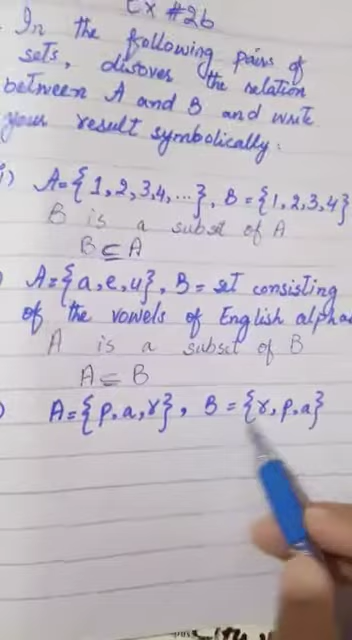 Ex #2b
In the following pairs of
sets, discover the relation
between A and B and write
your result symbolically.
i) A={1,2,3,4,...}, B={1,2,3,4}
B is a subset of A
B⊆A
A={a,e,u}, B= set consisting
of the vowels of English alpha
A is a subset of B
A⊆B
A={p,a,r}, B={r,p,a}